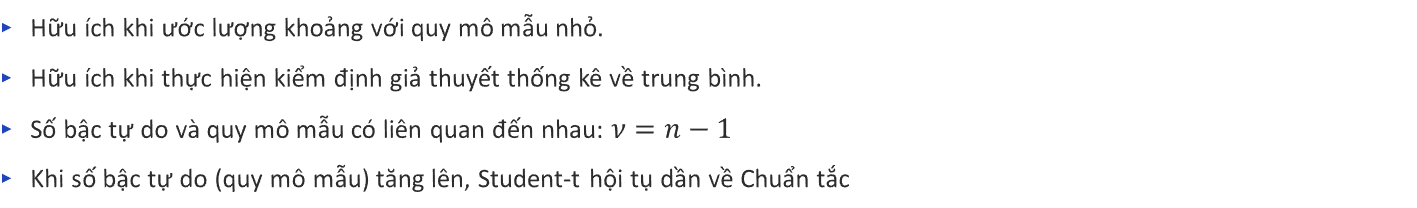 ▸ Hữu ích khi ước lượng khoảng với quy mô mẫu nhỏ.
▸ Hữu ích khi thực hiện kiểm định giả thuyết thống kê về trung bình.
▸ Số bậc tự do và quy mô mẫu có liên quan đến nhau: 𝜈 = 𝑛 − 1
▸ Khi số bậc tự do (quy mô mẫu) tăng lên, Student-t hội tụ dần về Chuẩn tắc